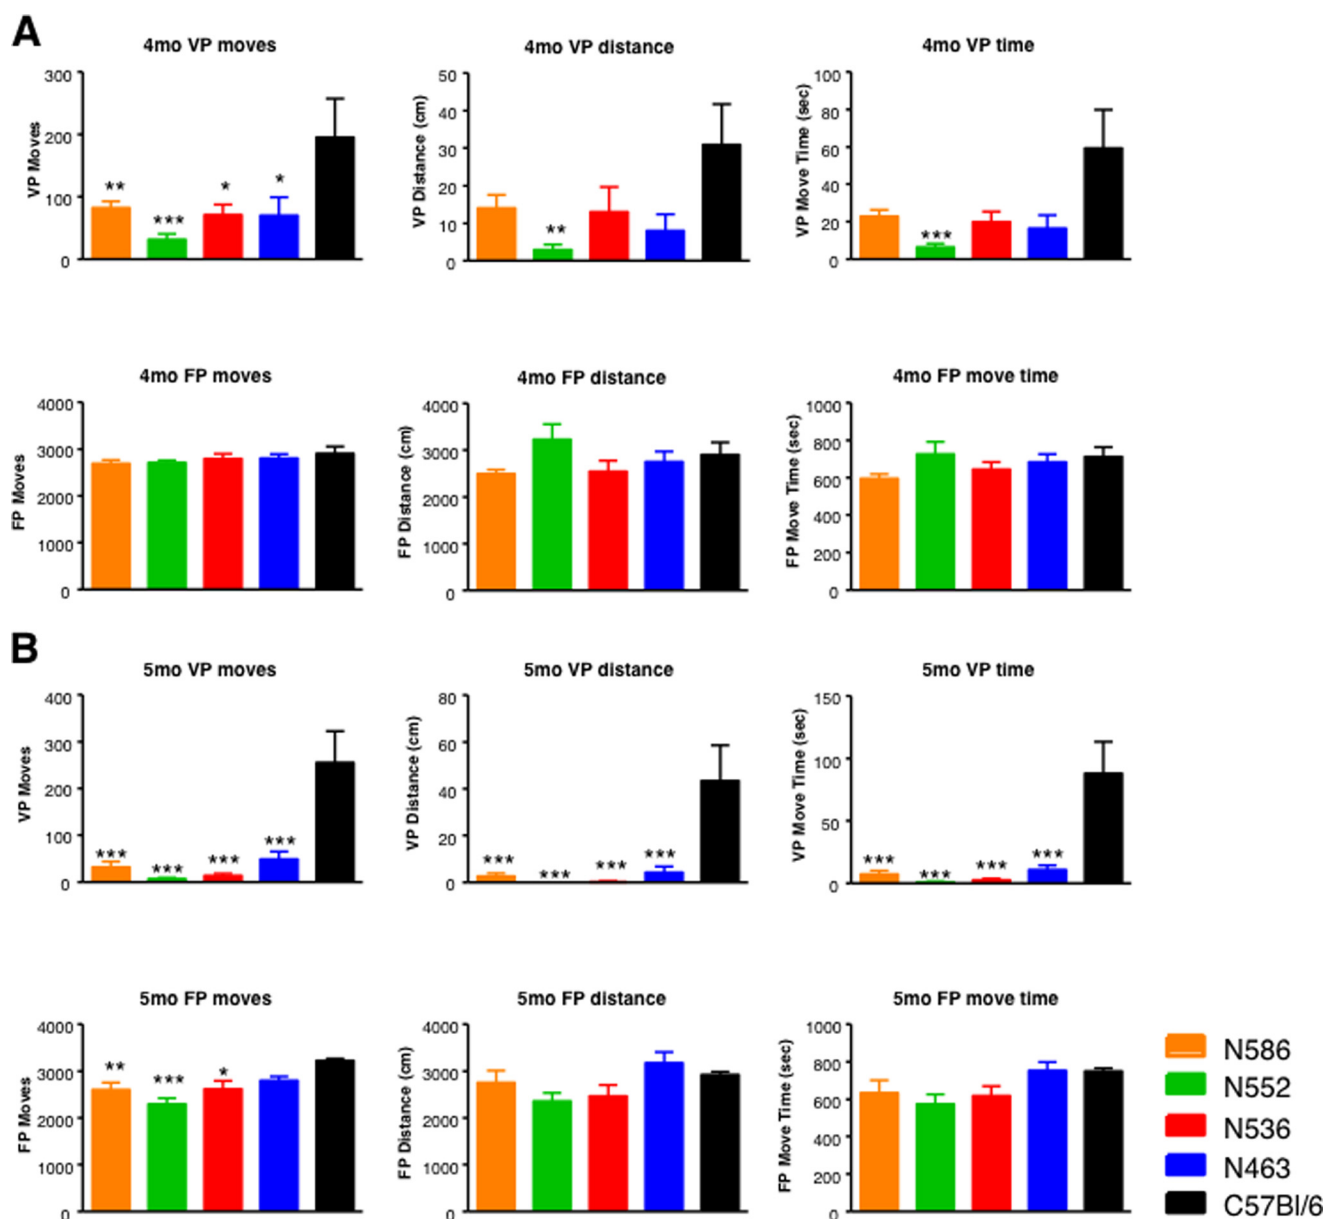 A
4mo VP moves
VP Moves
300
200
100
0
**
***
*
*
4mo VP distance
VP Distance (cm)
50
40
30
20
10
0
**
4mo VP time
VP Move Time (sec)
100
80
60
40
20
0
***
4mo FP moves
FP Moves
4000
3000
2000
1000
0
4mo FP distance
FP Distance (cm)
4000
3000
2000
1000
0
4mo FP move time
FP Move Time (sec)
1000
800
600
400
200
0
B
5mo VP moves
VP Moves
400
300
200
100
0
***
***
***
***
5mo VP distance
VP Distance (cm)
80
60
40
20
0
***
***
***
***
5mo VP time
VP Move Time (sec)
150
100
50
0
***
***
***
***
5mo FP moves
FP Moves
4000
3000
2000
1000
0
**
***
*
5mo FP distance
FP Distance (cm)
4000
3000
2000
1000
0
5mo FP move time
FP Move Time (sec)
1000
800
600
400
200
0
N586
N552
N536
N463
C57Bl/6